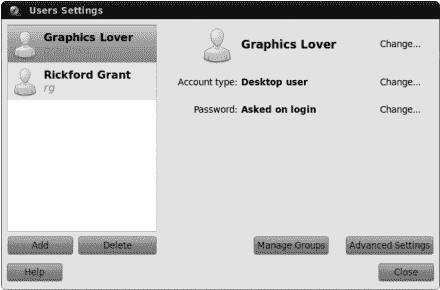 Users Settings
Graphics Lover
graphics
Rickford Grant
rg
Graphics Lover Change...
Account type: Desktop user Change...
Password: Asked on login Change...
Add Delete Manage Groups Advanced Settings
Help Close